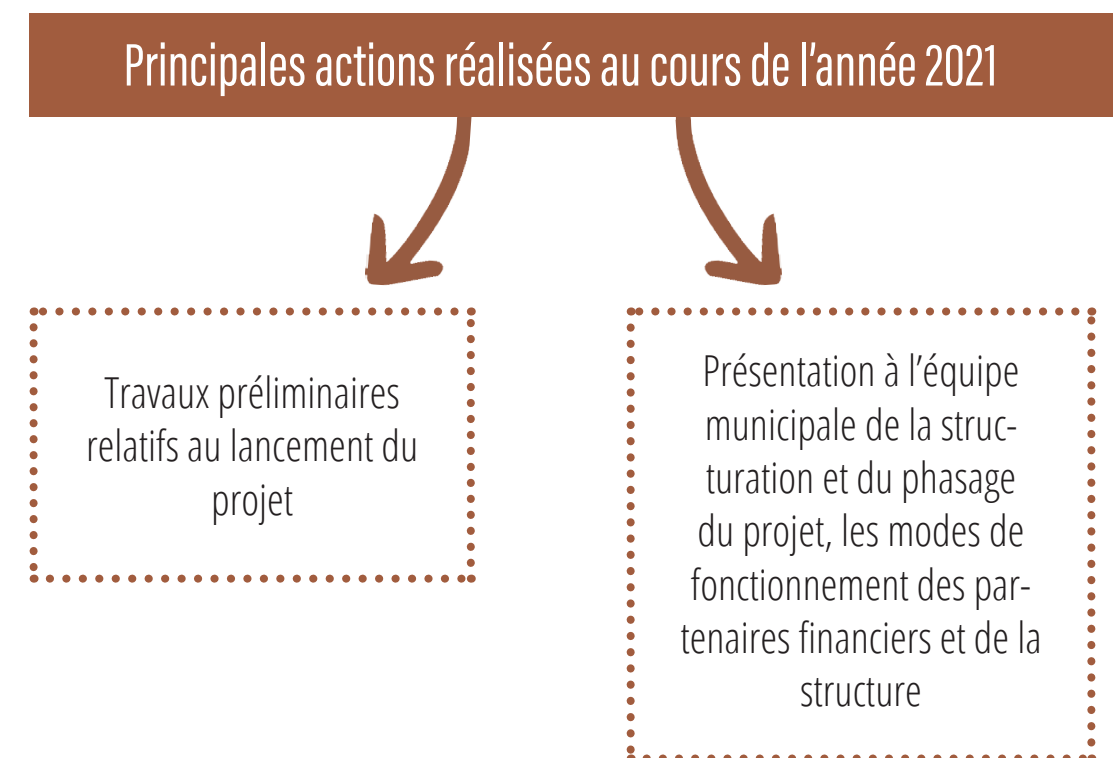 Principales actions réalisées au cours de l’année 2021
Travaux préliminaires
relatifs au lancement du
projet
Présentation à l’équipe
municipale de la struc-
turation et du phasage
du projet, les modes de
fonctionnement des par-
tenaires financiers et de la
structure